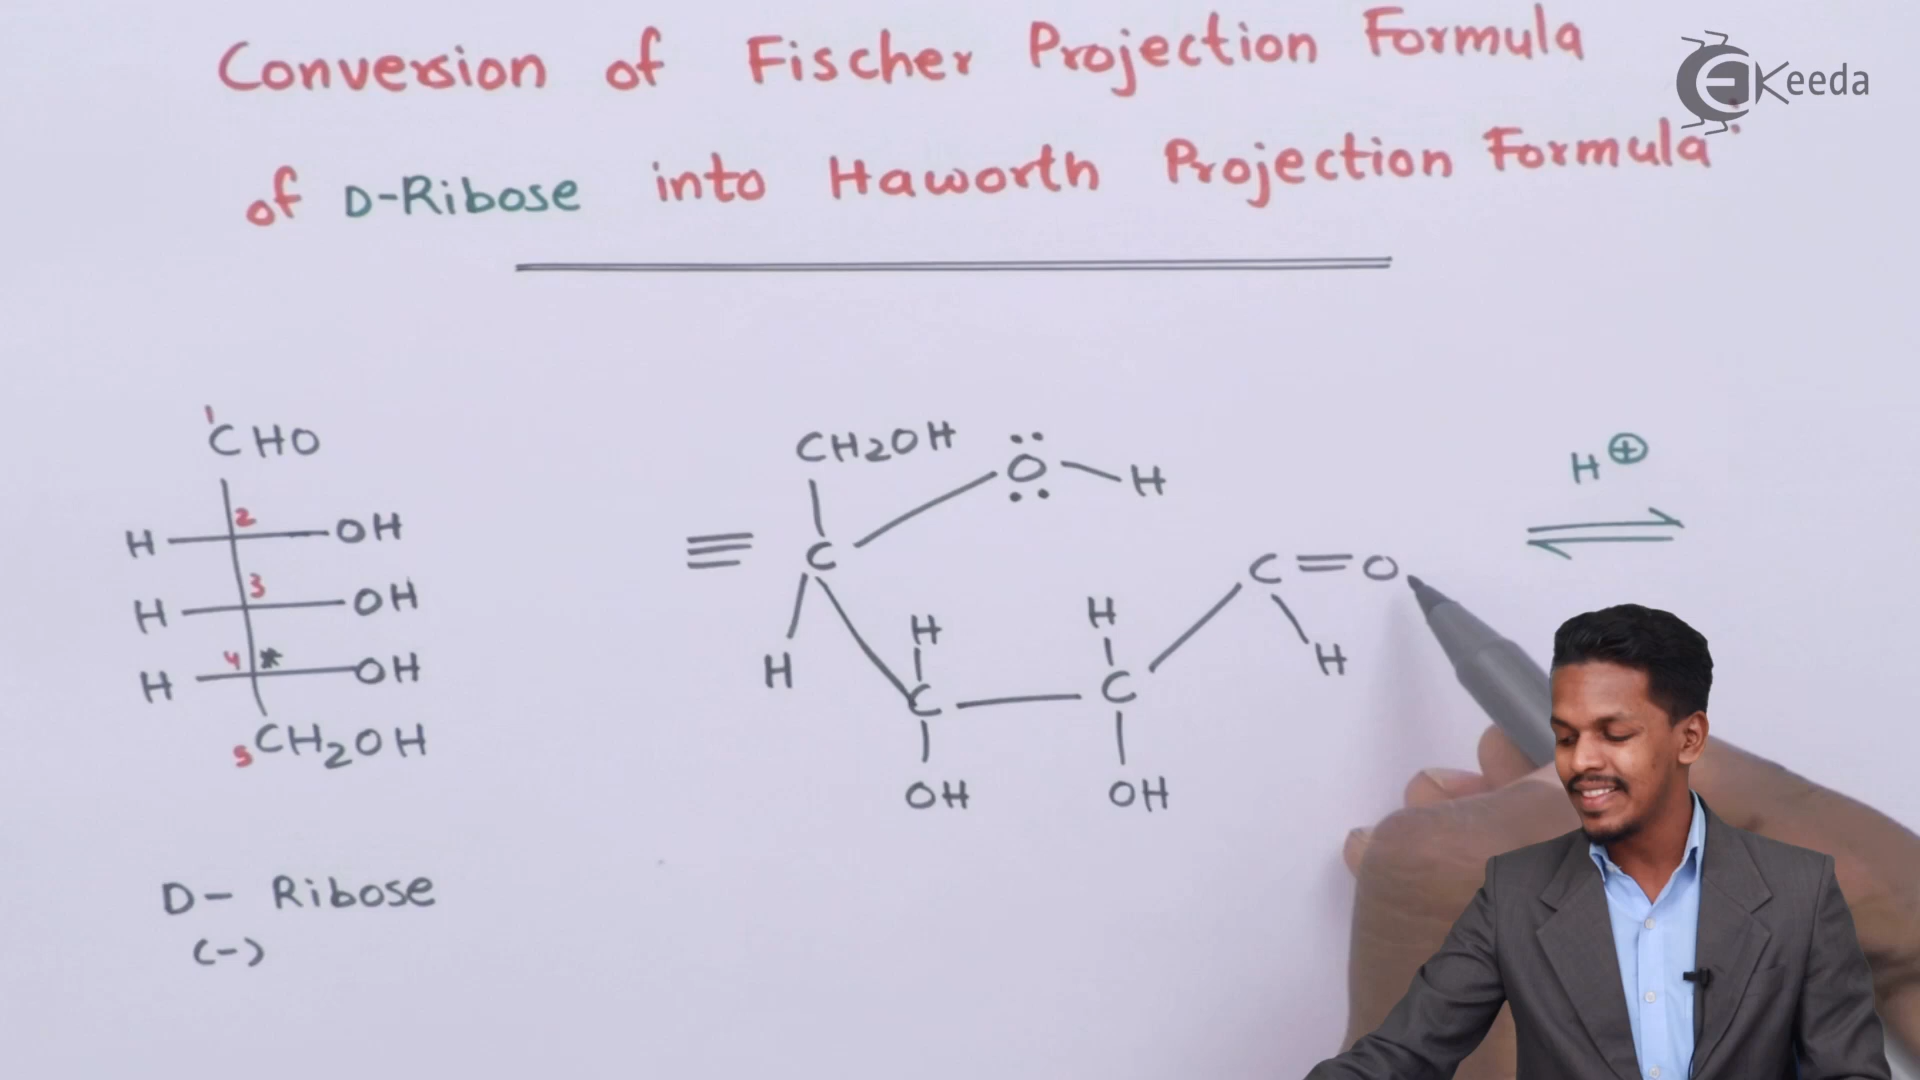 Conversion of Fischer Projection Formula
of D-Ribose into Haworth Projection Formula :
EKeeda
1
CHO
2
H OH
3
H OH
4 *
H OH
5 CH2OH
D- Ribose
(-)
≡
CH2OH
O
H
C
H
H
C
OH
H
C
OH
C = O
H
H⊕
⇌